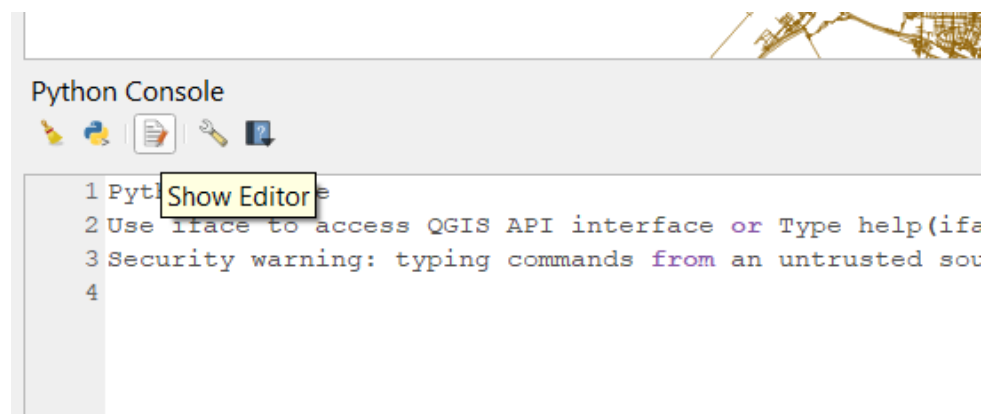 Python Console
Show Editor
1 Pyt e
2 Use iface to access QGIS API interface or Type help(ifa
3 Security warning: typing commands from an untrusted sou
4